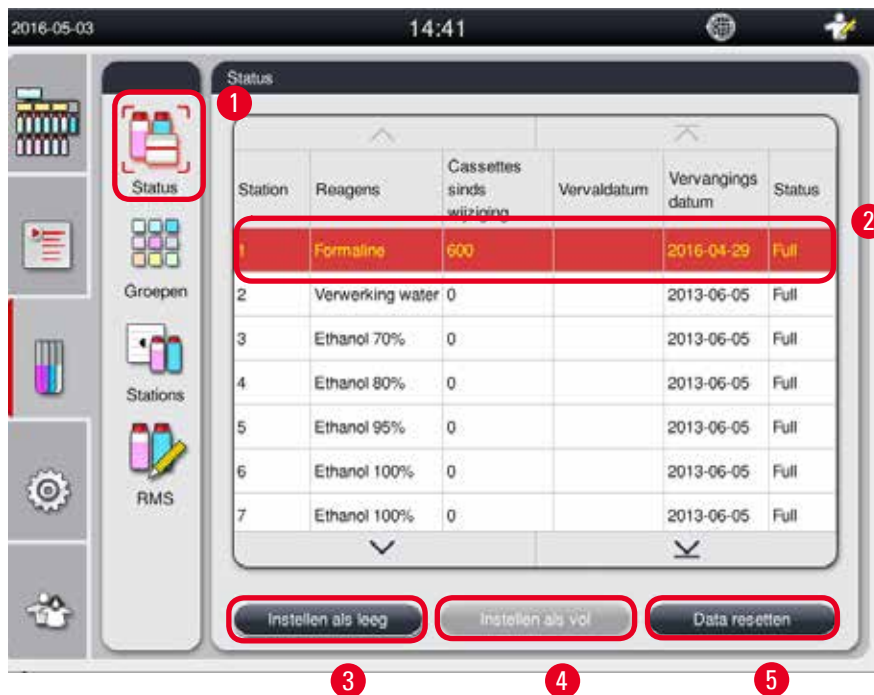 2016-05-03 14:41
Status
1
Status
Groepen
Stations
RMS
Station Reagens Cassettes sinds wijziging Vervaldatum Vervangings datum Status
2
1 Formaline 600 2016-04-29 Full
2 Verwerking water 0 2013-06-05 Full
3 Ethanol 70% 0 2013-06-05 Full
4 Ethanol 80% 0 2013-06-05 Full
5 Ethanol 95% 0 2013-06-05 Full
6 Ethanol 100% 0 2013-06-05 Full
7 Ethanol 100% 0 2013-06-05 Full
Instellen als leeg Instellen als vol Data resetten
3 4 5